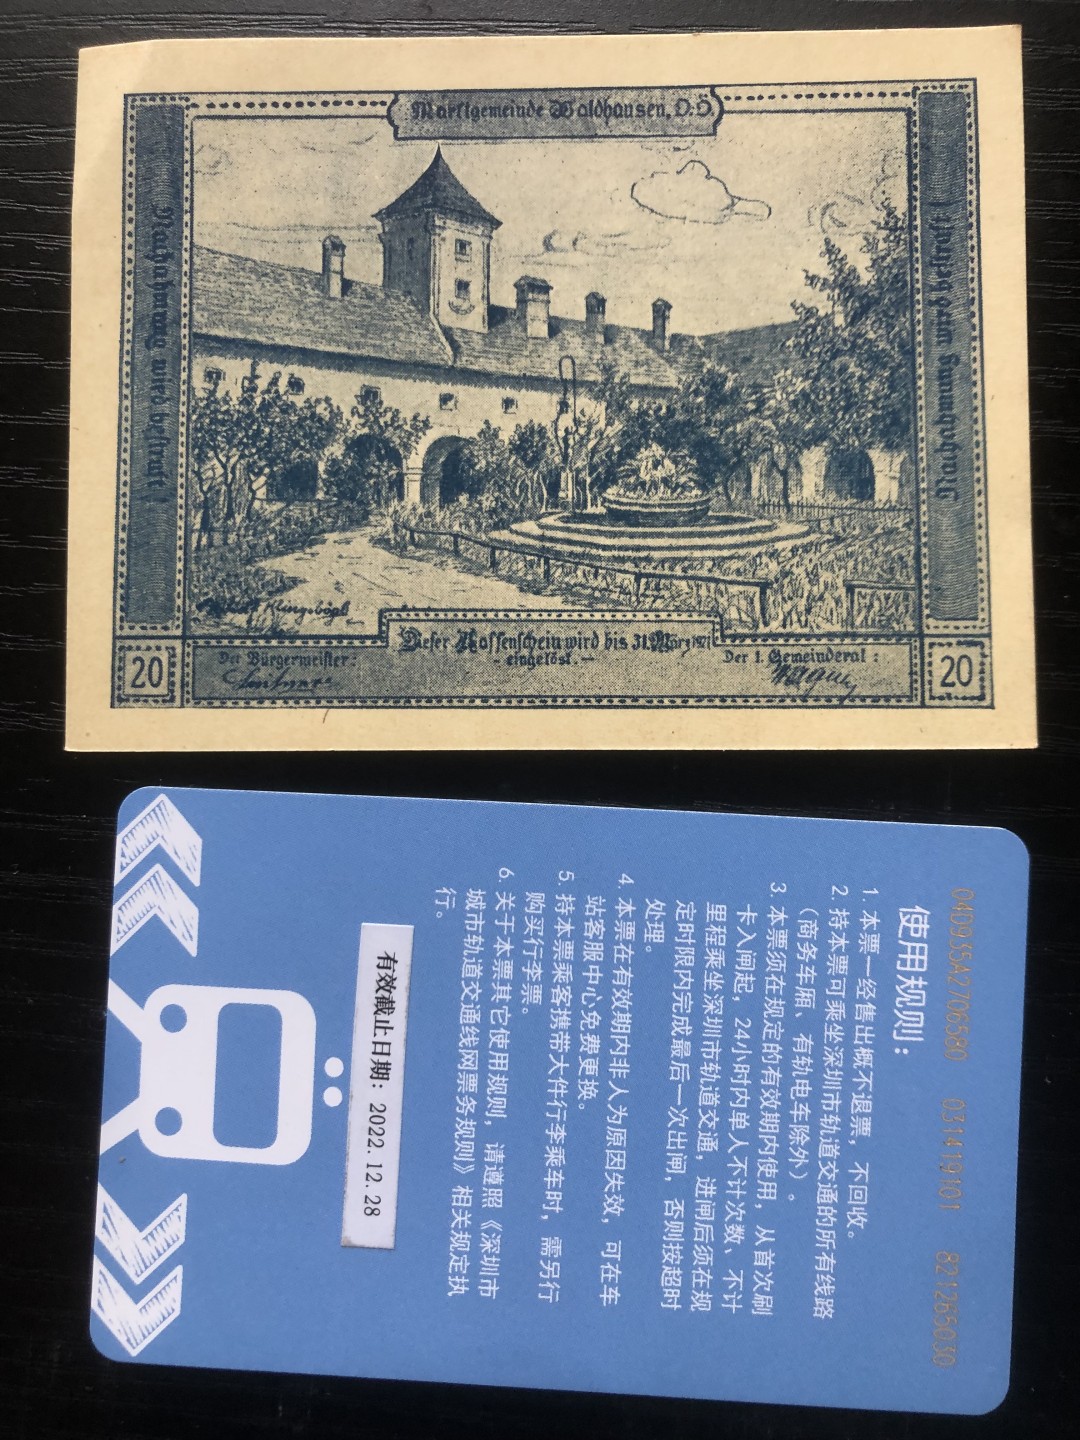 Marktgemeinde Waldhausen, O.Ö.
Nachahmung wird bestraft!
Nachahmung wird bestraft!
Klingsbögl
Dieser Kassenschein wird bis 31. März 1921
- eingelöst. -
Der Bürgermeister:
Der 1. Gemeinderat:
20
20
04D935A2706580 031419101 821265030
使用规则：
1. 本票一经售出概不退票，不回收。
2. 持本票可乘坐深圳市轨道交通的所有线路
（商务车厢、有轨电车除外）。
3. 本票须在规定的有效期内使用，从首次刷
卡入闸起，24小时内单人不计次数、不计
里程乘坐深圳市轨道交通，进闸后须在规
定时限内完成最后一次出闸，否则按超时
处理。
4. 本票在有效期内非人为原因失效，可在车
站客服中心免费更换。
5. 持本票乘客携带大件行李乘车时，需另行
购买行李票。
6. 关于本票其它使用规则，请遵照《深圳市
城市轨道交通线网票务规则》相关规定执
行。
有效截止日期：2022.12.28